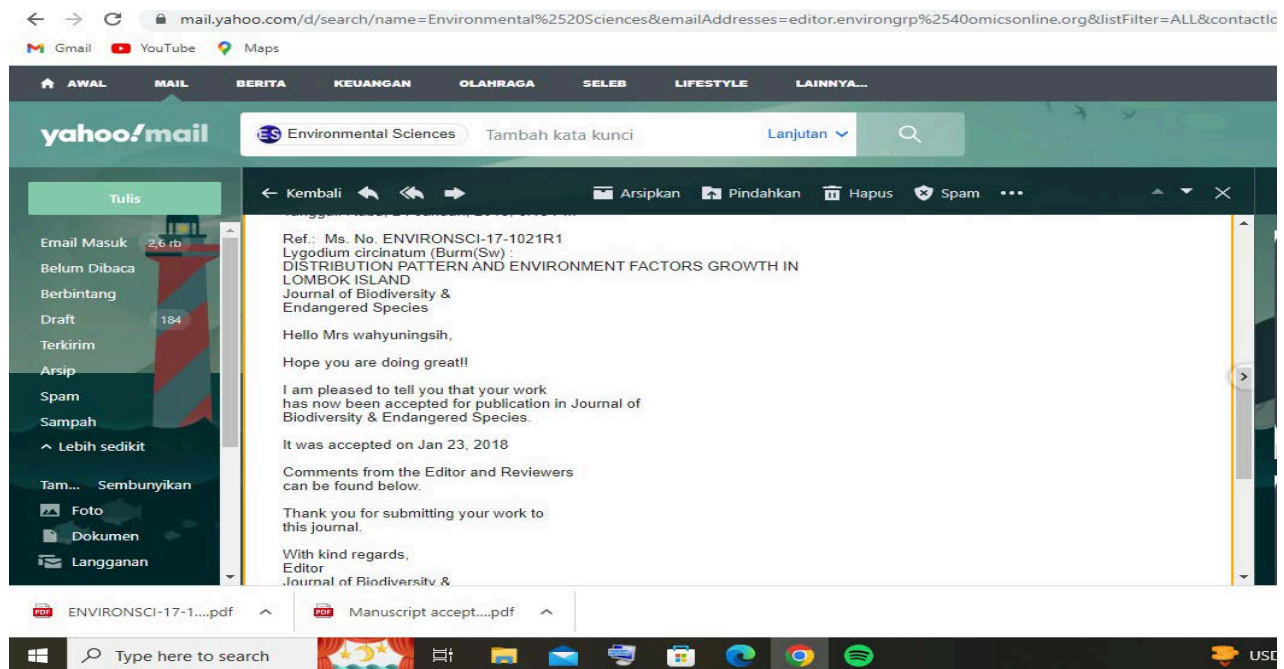 mail.yahoo.com/d/search/name=Environmental%2520Sciences&emailAddresses=editor.environgrp%2540omicsonline.org&listFilter=ALL&contactId
Gmail YouTube Maps
AWAL MAIL BERITA KEUANGAN OLAHRAGA SELEB LIFESTYLE LAINNYA...
yahoo!mail ES Environmental Sciences Tambah kata kunci Lanjutan
Tulis
Kembali Arsipkan Pindahkan Hapus Spam
Email Masuk 2,6 rb
Belum Dibaca
Berbintang
Draft 184
Terkirim
Arsip
Spam
Sampah
Lebih sedikit
Tam... Sembunyikan
Foto
Dokumen
Langganan
Ref.: Ms. No. ENVIRONSCI-17-1021R1
Lygodium circinatum (Burm(Sw) :
DISTRIBUTION PATTERN AND ENVIRONMENT FACTORS GROWTH IN
LOMBOK ISLAND
Journal of Biodiversity &
Endangered Species
Hello Mrs wahyuningsih,
Hope you are doing great!!
I am pleased to tell you that your work
has now been accepted for publication in Journal of
Biodiversity & Endangered Species.
It was accepted on Jan 23, 2018
Comments from the Editor and Reviewers
can be found below.
Thank you for submitting your work to
this journal.
With kind regards,
Editor
Journal of Biodiversity &
ENVIRONSCI-17-1....pdf Manuscript accept....pdf
Type here to search USD